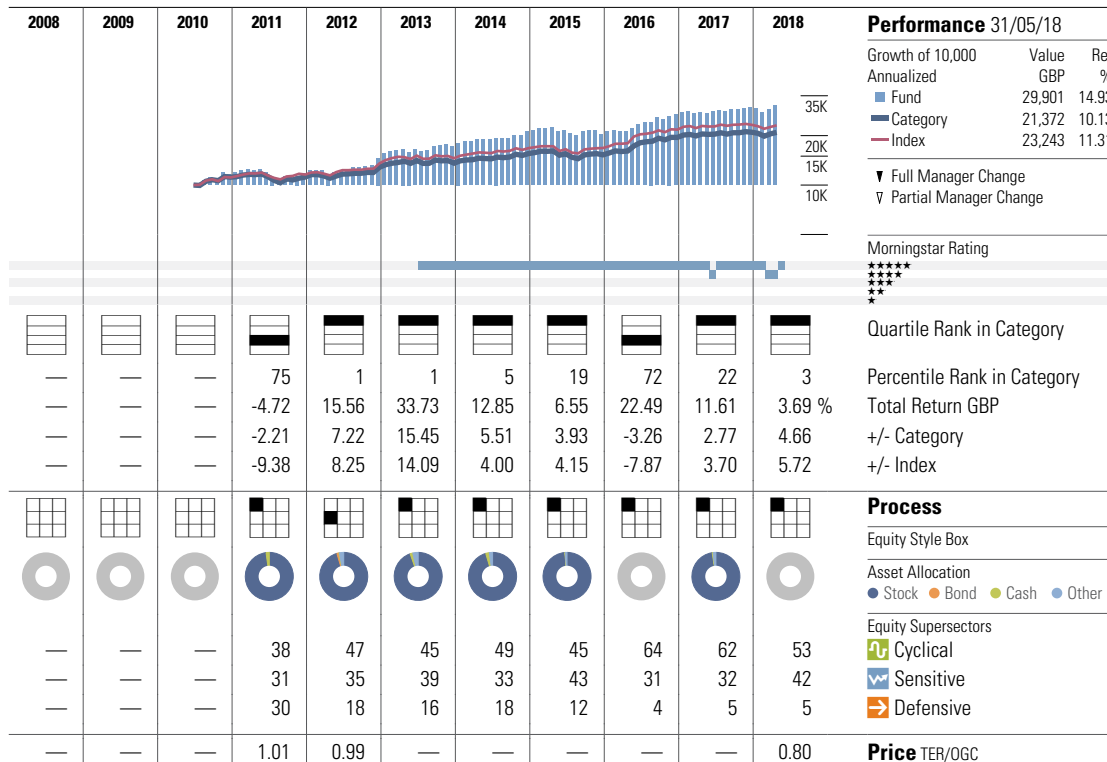 2008 2009 2010 2011 2012 2013 2014 2015 2016 2017 2018 Performance 31/05/18
Growth of 10,000 Value Re
Annualized GBP %
Fund 29,901 14.93
35K
Category 21,372 10.13
Index 23,243 11.31
20K
15K
▼ Full Manager Change
10K
▽ Partial Manager Change
Morningstar Rating
★★★★★
★★★★
★★★
★★
★
Quartile Rank in Category
— — — 75 1 1 5 19 72 22 3 Percentile Rank in Category
— — — -4.72 15.56 33.73 12.85 6.55 22.49 11.61 3.69 % Total Return GBP
— — — -2.21 7.22 15.45 5.51 3.93 -3.26 2.77 4.66 +/- Category
— — — -9.38 8.25 14.09 4.00 4.15 -7.87 3.70 5.72 +/- Index
Process
Equity Style Box
Asset Allocation
Stock Bond Cash Other
Equity Supersectors
— — — 38 47 45 49 45 64 62 53 Cyclical
— — — 31 35 39 33 43 31 32 42 Sensitive
— — — 30 18 16 18 12 4 5 5 Defensive
— — — 1.01 0.99 — — — — — 0.80 Price TER/OGC